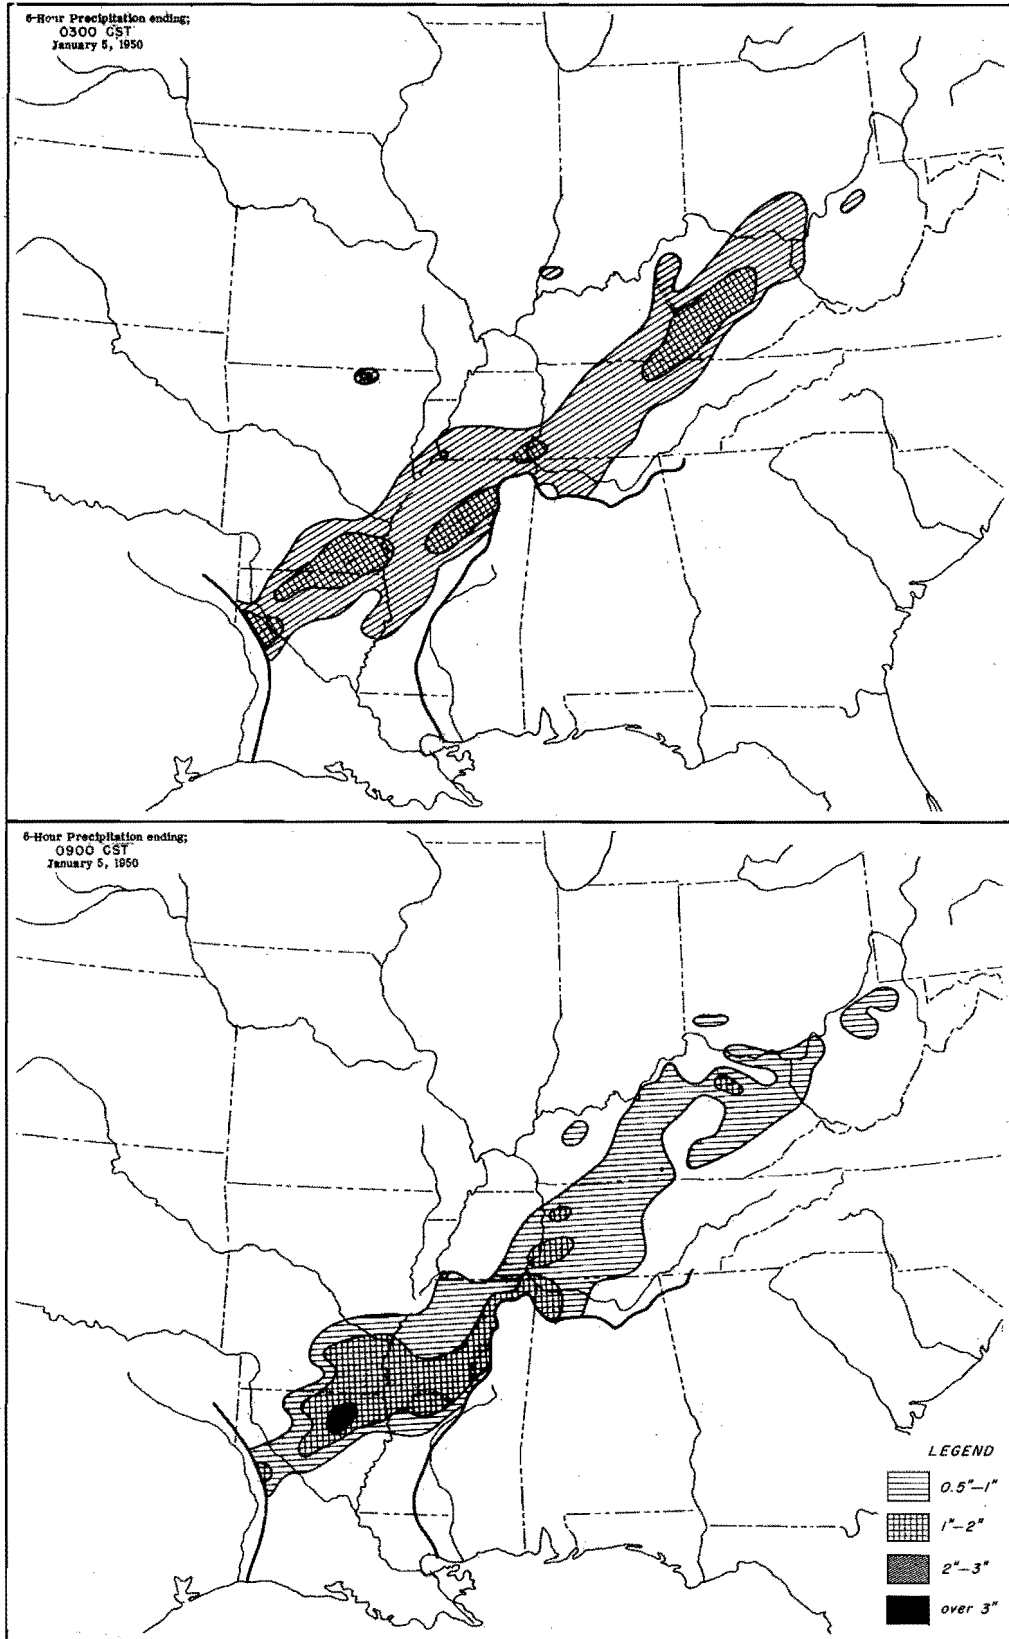 6-Hour Precipitation ending;
0300 CST
January 5, 1950
6-Hour Precipitation ending;
0900 CST
January 5, 1950
LEGEND
0.5"–1"
1"–2"
2"–3"
over 3"